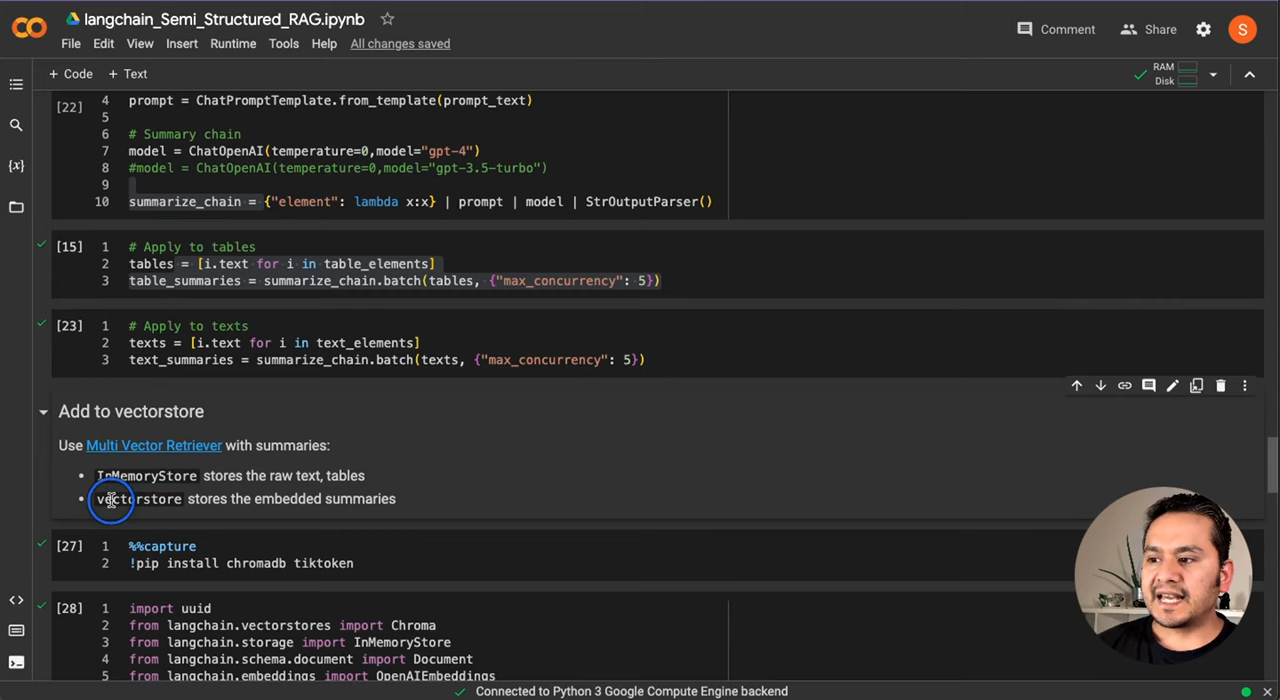 langchain_Semi_Structured_RAG.ipynb
Comment
Share
S
File Edit View Insert Runtime Tools Help All changes saved
+ Code + Text
RAM
Disk
[22]
4 prompt = ChatPromptTemplate.from_template(prompt_text)
5
6 # Summary chain
7 model = ChatOpenAI(temperature=0,model="gpt-4")
8 #model = ChatOpenAI(temperature=0,model="gpt-3.5-turbo")
9
10 summarize_chain = {"element": lambda x:x} | prompt | model | StrOutputParser()
[15] 1 # Apply to tables
2 tables = [i.text for i in table_elements]
3 table_summaries = summarize_chain.batch(tables, {"max_concurrency": 5})
[23] 1 # Apply to texts
2 texts = [i.text for i in text_elements]
3 text_summaries = summarize_chain.batch(texts, {"max_concurrency": 5})
Add to vectorstore
Use Multi Vector Retriever with summaries:
• InMemoryStore stores the raw text, tables
• vectorstore stores the embedded summaries
[27] 1 %%capture
2 !pip install chromadb tiktoken
[28] 1 import uuid
2 from langchain.vectorstores import Chroma
3 from langchain.storage import InMemoryStore
4 from langchain.schema.document import Document
5 from langchain.embeddings import OpenAIEmbeddings
Connected to Python 3 Google Compute Engine backend